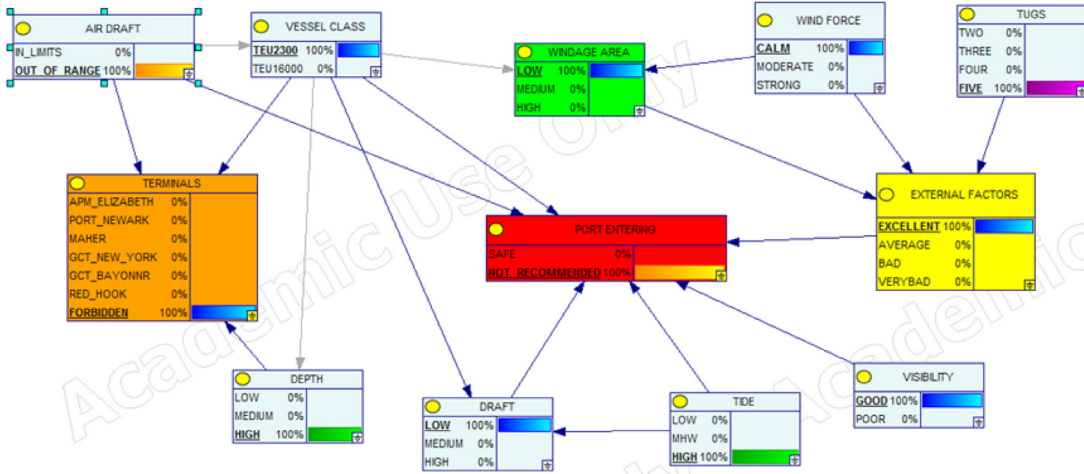 AIR DRAFT
IN_LIMITS 0%
OUT_OF_RANGE 100%
VESSEL CLASS
TEU2300 100%
TEU16000 0%
WINDAGE AREA
LOW 100%
MEDIUM 0%
HIGH 0%
WIND FORCE
CALM 100%
MODERATE 0%
STRONG 0%
TUGS
TWO 0%
THREE 0%
FOUR 0%
FIVE 100%
TERMINALS
APM_ELIZABETH 0%
PORT_NEWARK 0%
MAHER 0%
GCT_NEW_YORK 0%
GCT_BAYONNR 0%
RED_HOOK 0%
FORBIDDEN 100%
PORT ENTERING
SAFE 0%
NOT_RECOMMENDED 100%
EXTERNAL FACTORS
EXCELLENT 100%
AVERAGE 0%
BAD 0%
VERYBAD 0%
DEPTH
LOW 0%
MEDIUM 0%
HIGH 100%
DRAFT
LOW 100%
MEDIUM 0%
HIGH 0%
TIDE
LOW 0%
MHW 0%
HIGH 100%
VISIBILITY
GOOD 100%
POOR 0%
Academic Use Only
Academic